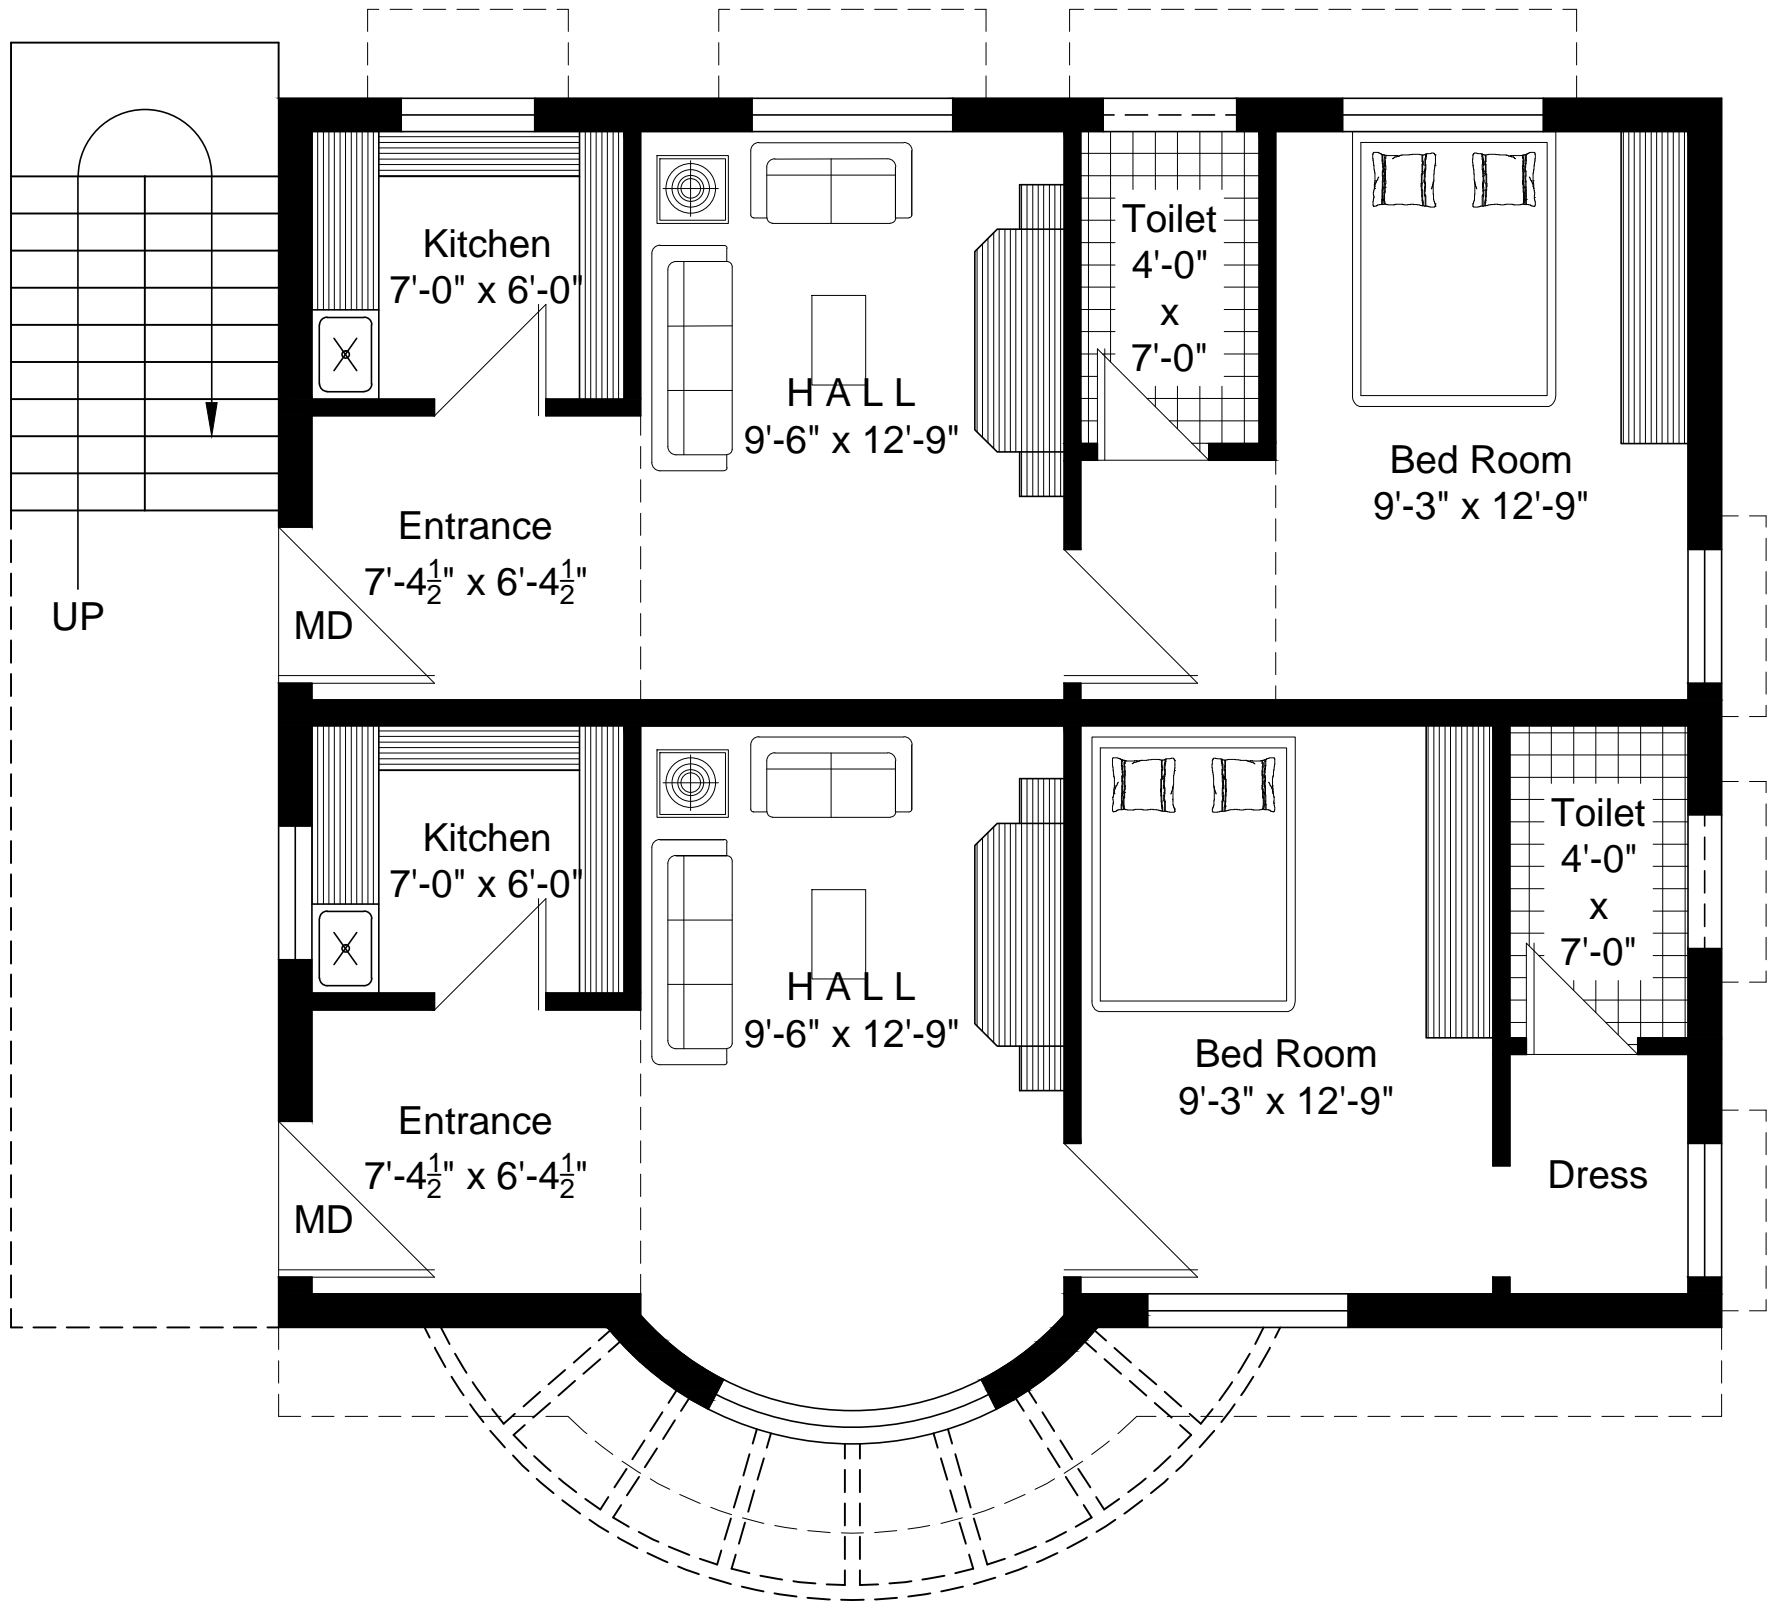 Kitchen
7'-0" x 6'-0"
H A L L
9'-6" x 12'-9"
Toilet
4'-0"
x
7'-0"
Bed Room
9'-3" x 12'-9"
Entrance
7'-4½" x 6'-4½"
MD
UP
Kitchen
7'-0" x 6'-0"
H A L L
9'-6" x 12'-9"
Bed Room
9'-3" x 12'-9"
Toilet
4'-0"
x
7'-0"
Dress
Entrance
7'-4½" x 6'-4½"
MD